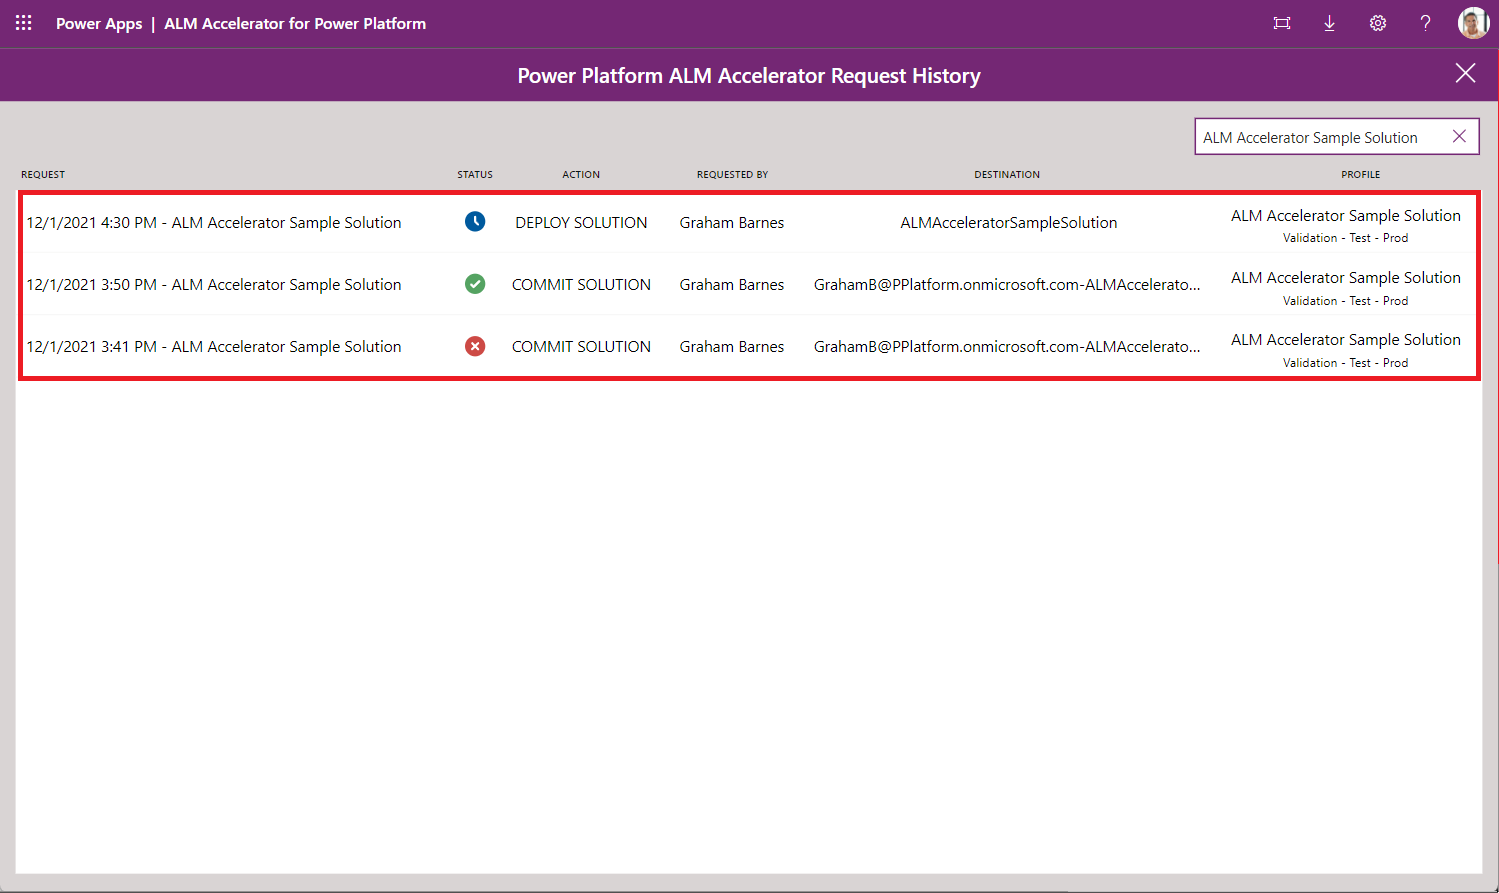 Power Apps | ALM Accelerator for Power Platform
Power Platform ALM Accelerator Request History
ALM Accelerator Sample Solution
REQUEST STATUS ACTION REQUESTED BY DESTINATION PROFILE
12/1/2021 4:30 PM - ALM Accelerator Sample Solution DEPLOY SOLUTION Graham Barnes ALMAcceleratorSampleSolution ALM Accelerator Sample Solution
Validation - Test - Prod
12/1/2021 3:50 PM - ALM Accelerator Sample Solution COMMIT SOLUTION Graham Barnes GrahamB@PPlatform.onmicrosoft.com-ALMAccelerato... ALM Accelerator Sample Solution
Validation - Test - Prod
12/1/2021 3:41 PM - ALM Accelerator Sample Solution COMMIT SOLUTION Graham Barnes GrahamB@PPlatform.onmicrosoft.com-ALMAccelerato... ALM Accelerator Sample Solution
Validation - Test - Prod